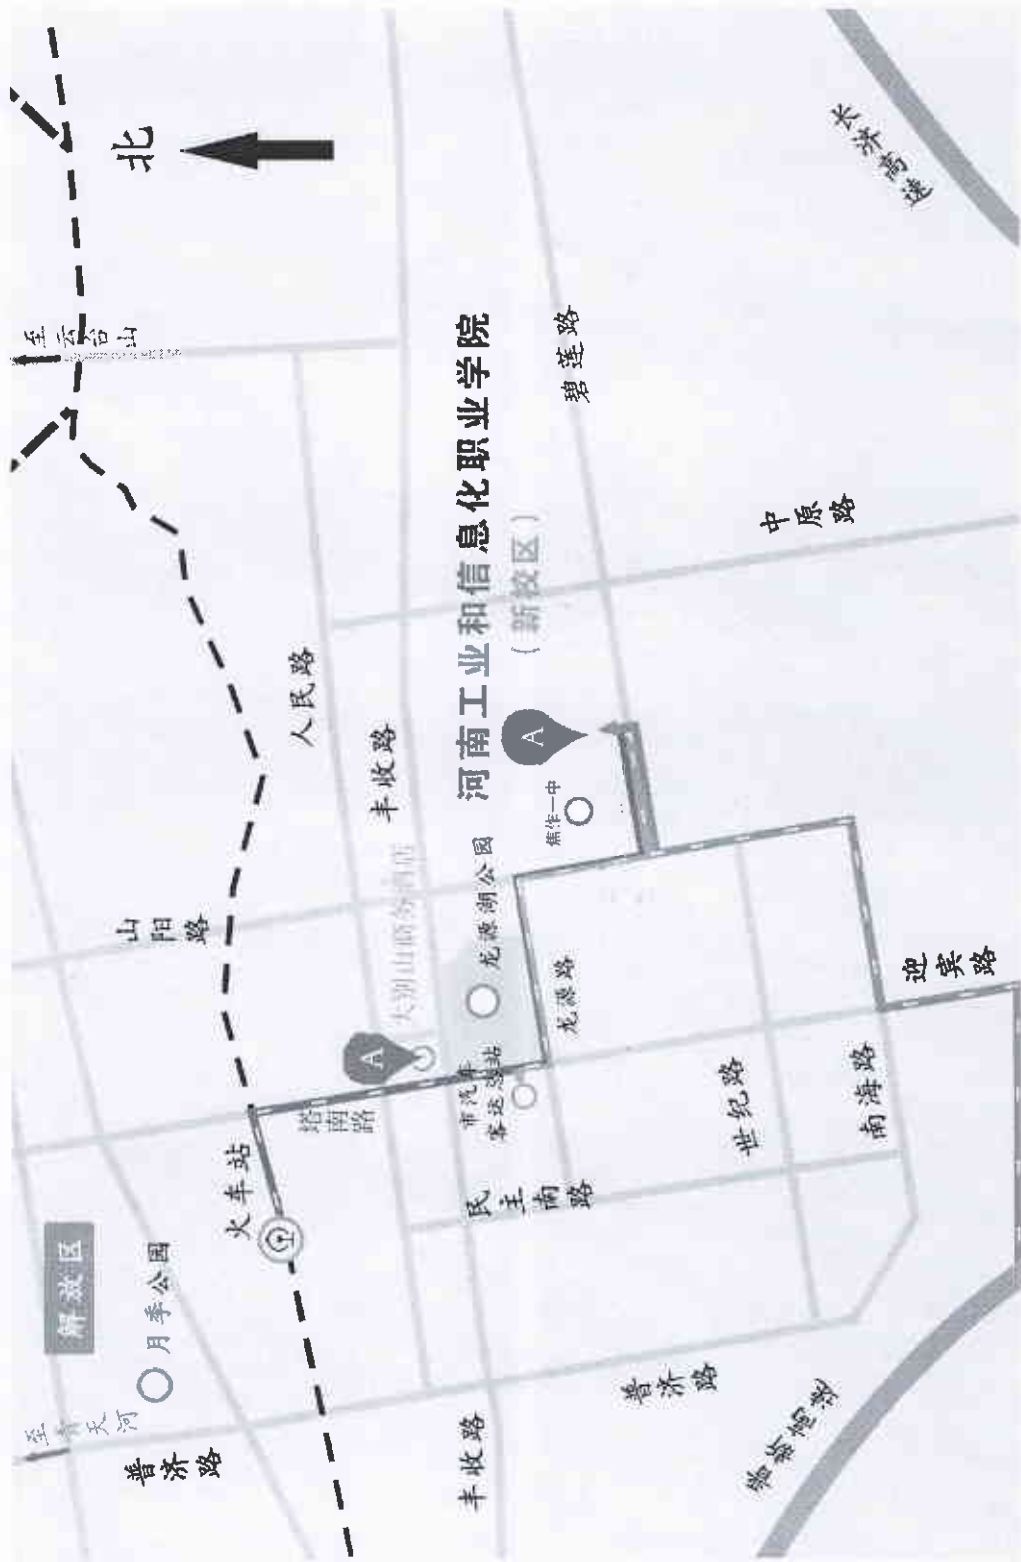 北
至云台山
长济高速
河南工业和信息化职业学院
（新校区）
碧莲路
中原路
人民路
丰收路
A
焦作一中
山阳路
龙源湖公园
龙源路
迎宾路
A
塔南路
市汽车
客运总站
世纪路
南海路
火车站
民主南路
解放区
月季公园
至青天河
普济路
丰收路
普济路